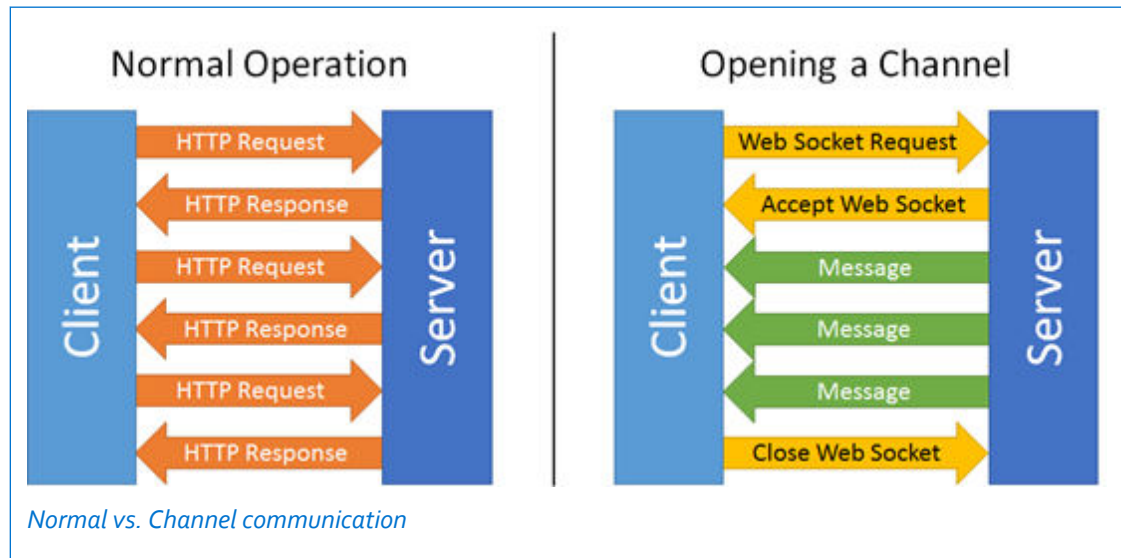 Normal Operation
Client
HTTP Request
HTTP Response
HTTP Request
HTTP Response
HTTP Request
HTTP Response
Server
Opening a Channel
Client
Web Socket Request
Accept Web Socket
Message
Message
Message
Close Web Socket
Server
Normal vs. Channel communication